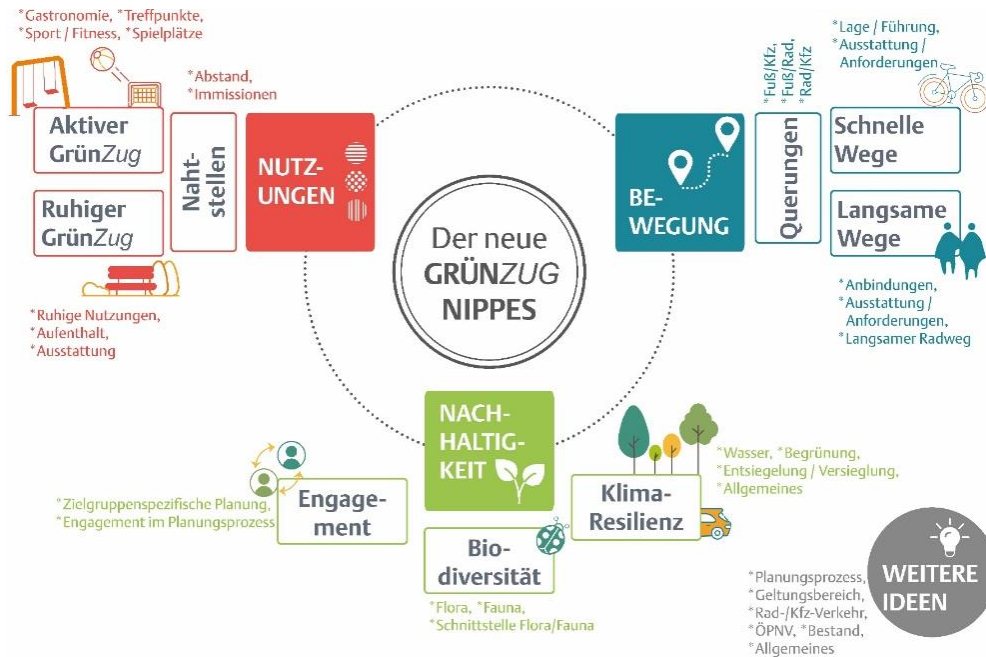 *Gastronomie, *Treffpunkte,
*Sport / Fitness, *Spielplätze
Aktiver
GrünZug
Ruhiger
GrünZug
*Ruhige Nutzungen,
*Aufenthalt,
*Ausstattung
*Abstand,
*Immissionen
Naht-
stellen
NUTZ-
UNGEN
Der neue
GRÜNZUG
NIPPES
BE-
WEGUNG
*Fuß/Kfz,
*Fuß/Rad,
*Rad/Kfz
Querungen
*Lage / Führung,
*Ausstattung /
Anforderungen
Schnelle
Wege
Langsame
Wege
*Anbindungen,
*Ausstattung /
Anforderungen,
*Langsamer Radweg
NACH-
HALTIG-
KEIT
*Zielgruppenspezifische Planung,
*Engagement im Planungsprozess
Engage-
ment
Bio-
diversität
*Flora, *Fauna,
*Schnittstelle Flora/Fauna
Klima-
Resilienz
*Wasser, *Begrünung,
*Entsiegelung / Versieglung,
*Allgemeines
WEITERE
IDEEN
*Planungsprozess,
*Geltungsbereich,
*Rad-/Kfz-Verkehr,
*ÖPNV, *Bestand,
*Allgemeines